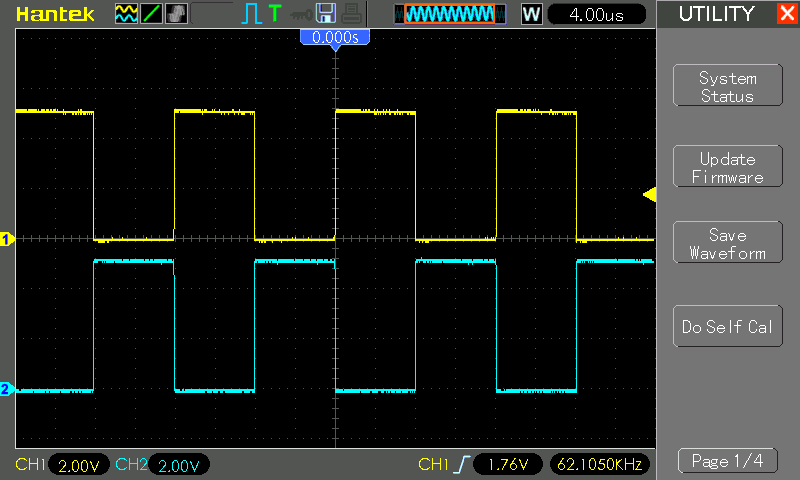 Hantek
T
W
4.00us
UTILITY
X
0.000s
System
Status
Update
Firmware
Save
Waveform
Do Self Cal
1
2
CH1 2.00V CH2 2.00V CH1 1.76V 62.1050KHz
Page 1/4